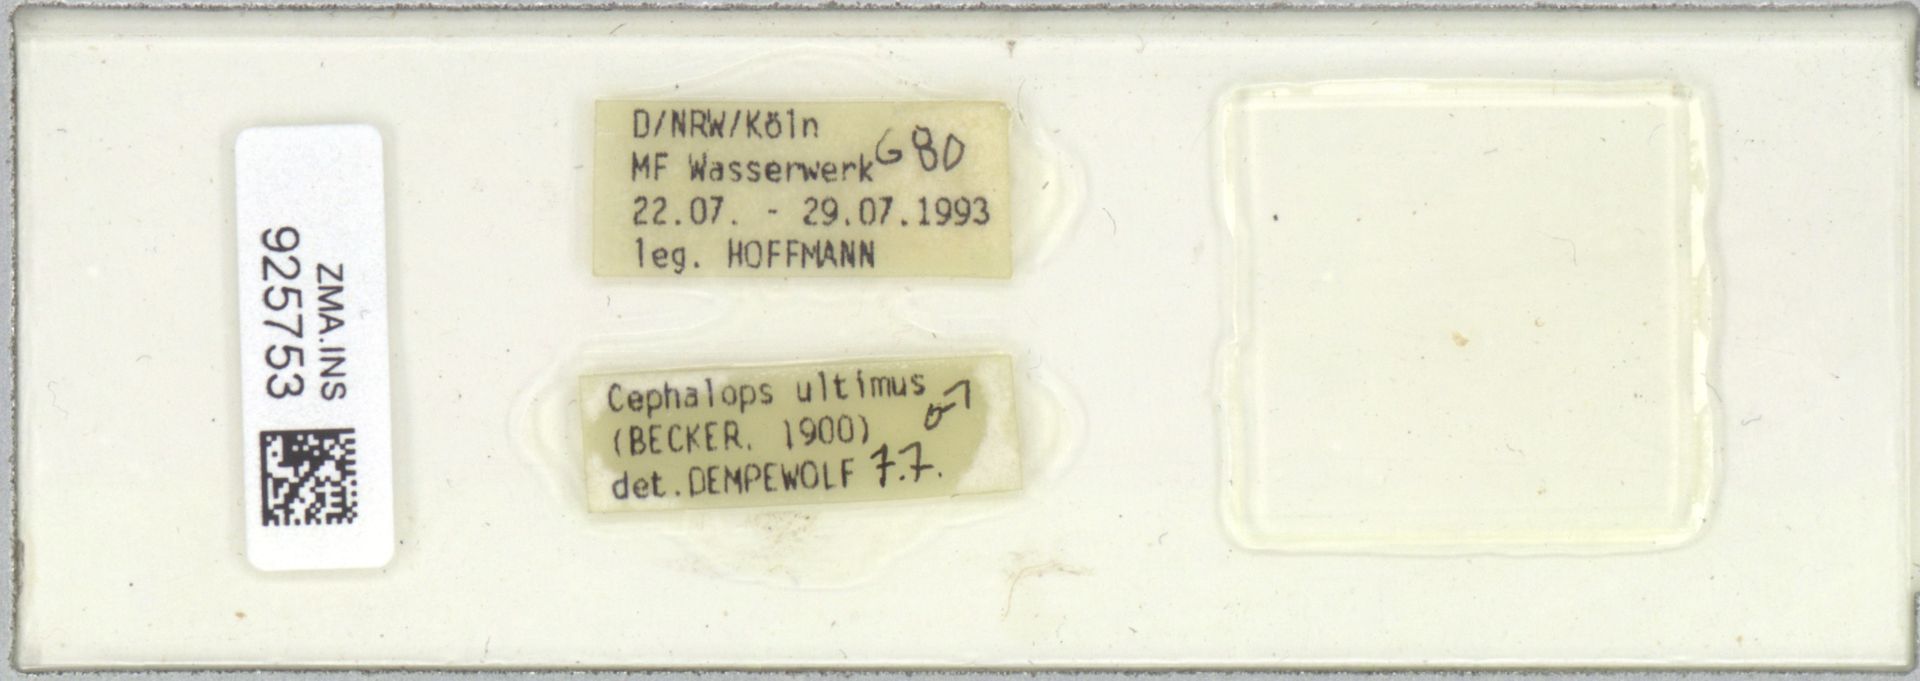 ZMA.INS
925753
D/NRW/Köln
MF Wasserwerk G80
22.07. - 29.07.1993
leg. HOFFMANN
Cephalops ultimus ♂
(BECKER, 1900)
det. DEMPEWOLF 7.7.